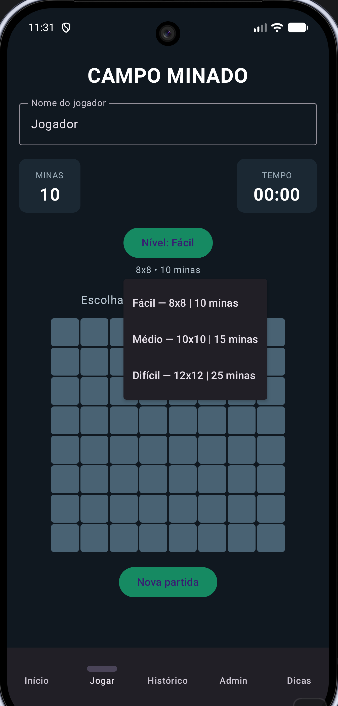 11:31
CAMPO MINADO
Nome do jogador
Jogador
MINAS
10
TEMPO
00:00
Nível: Fácil
8x8 • 10 minas
Escolha
Fácil — 8x8 | 10 minas
Médio — 10x10 | 15 minas
Difícil — 12x12 | 25 minas
Nova partida
Início
Jogar
Histórico
Admin
Dicas